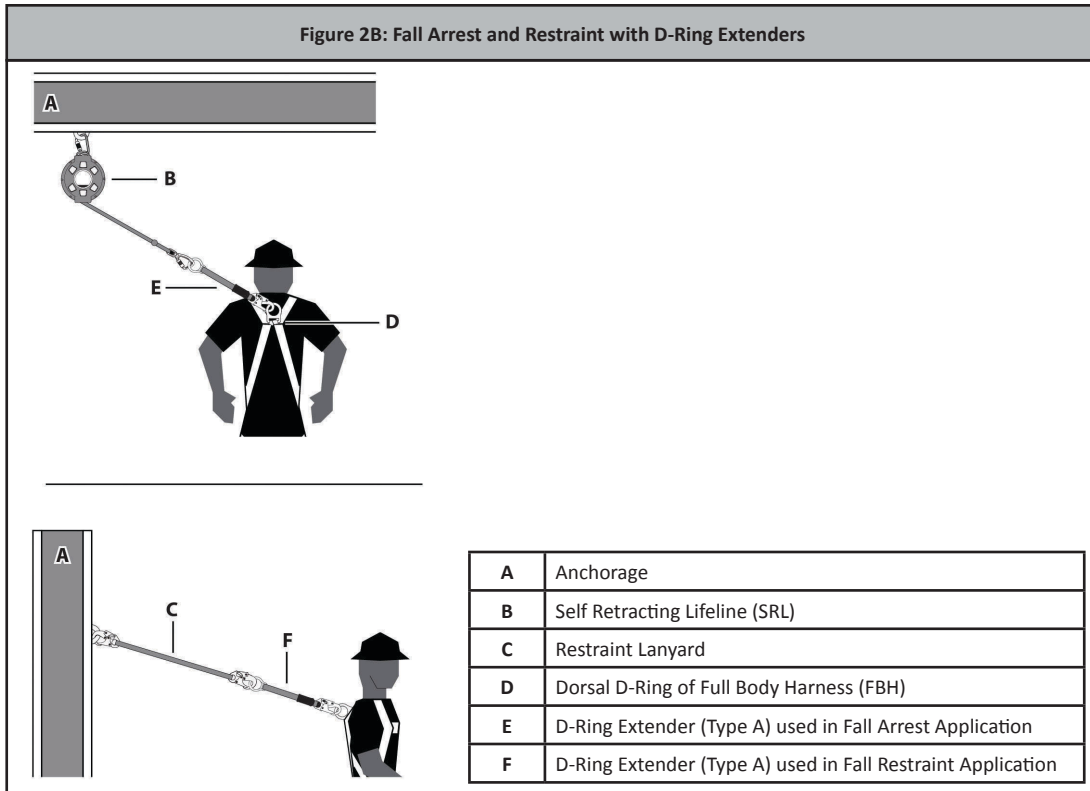 Figure 2B: Fall Arrest and Restraint with D-Ring Extenders
A
B
E
D
A
C
F
A Anchorage
B Self Retracting Lifeline (SRL)
C Restraint Lanyard
D Dorsal D-Ring of Full Body Harness (FBH)
E D-Ring Extender (Type A) used in Fall Arrest Application
F D-Ring Extender (Type A) used in Fall Restraint Application